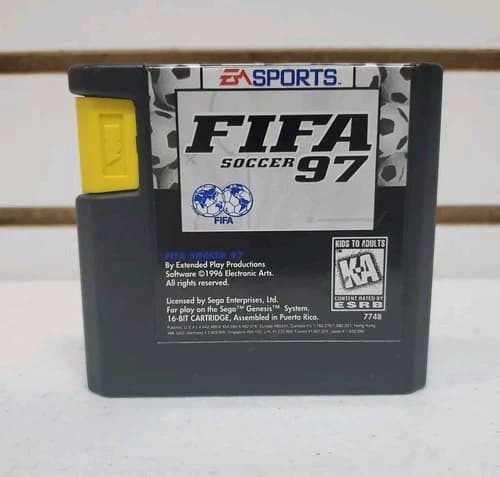 EA SPORTS™
FIFA
SOCCER 97
FIFA
FIFA SOCCER 97
By Extended Play Productions
Software ©1996 Electronic Arts.
All rights reserved.
Licensed by Sega Enterprises, Ltd.
For play on the Sega™ Genesis™ System.
16-BIT CARTRIDGE, Assembled in Puerto Rico.
KIDS TO ADULTS
K-A
CONTENT RATED BY
ESRB
7748